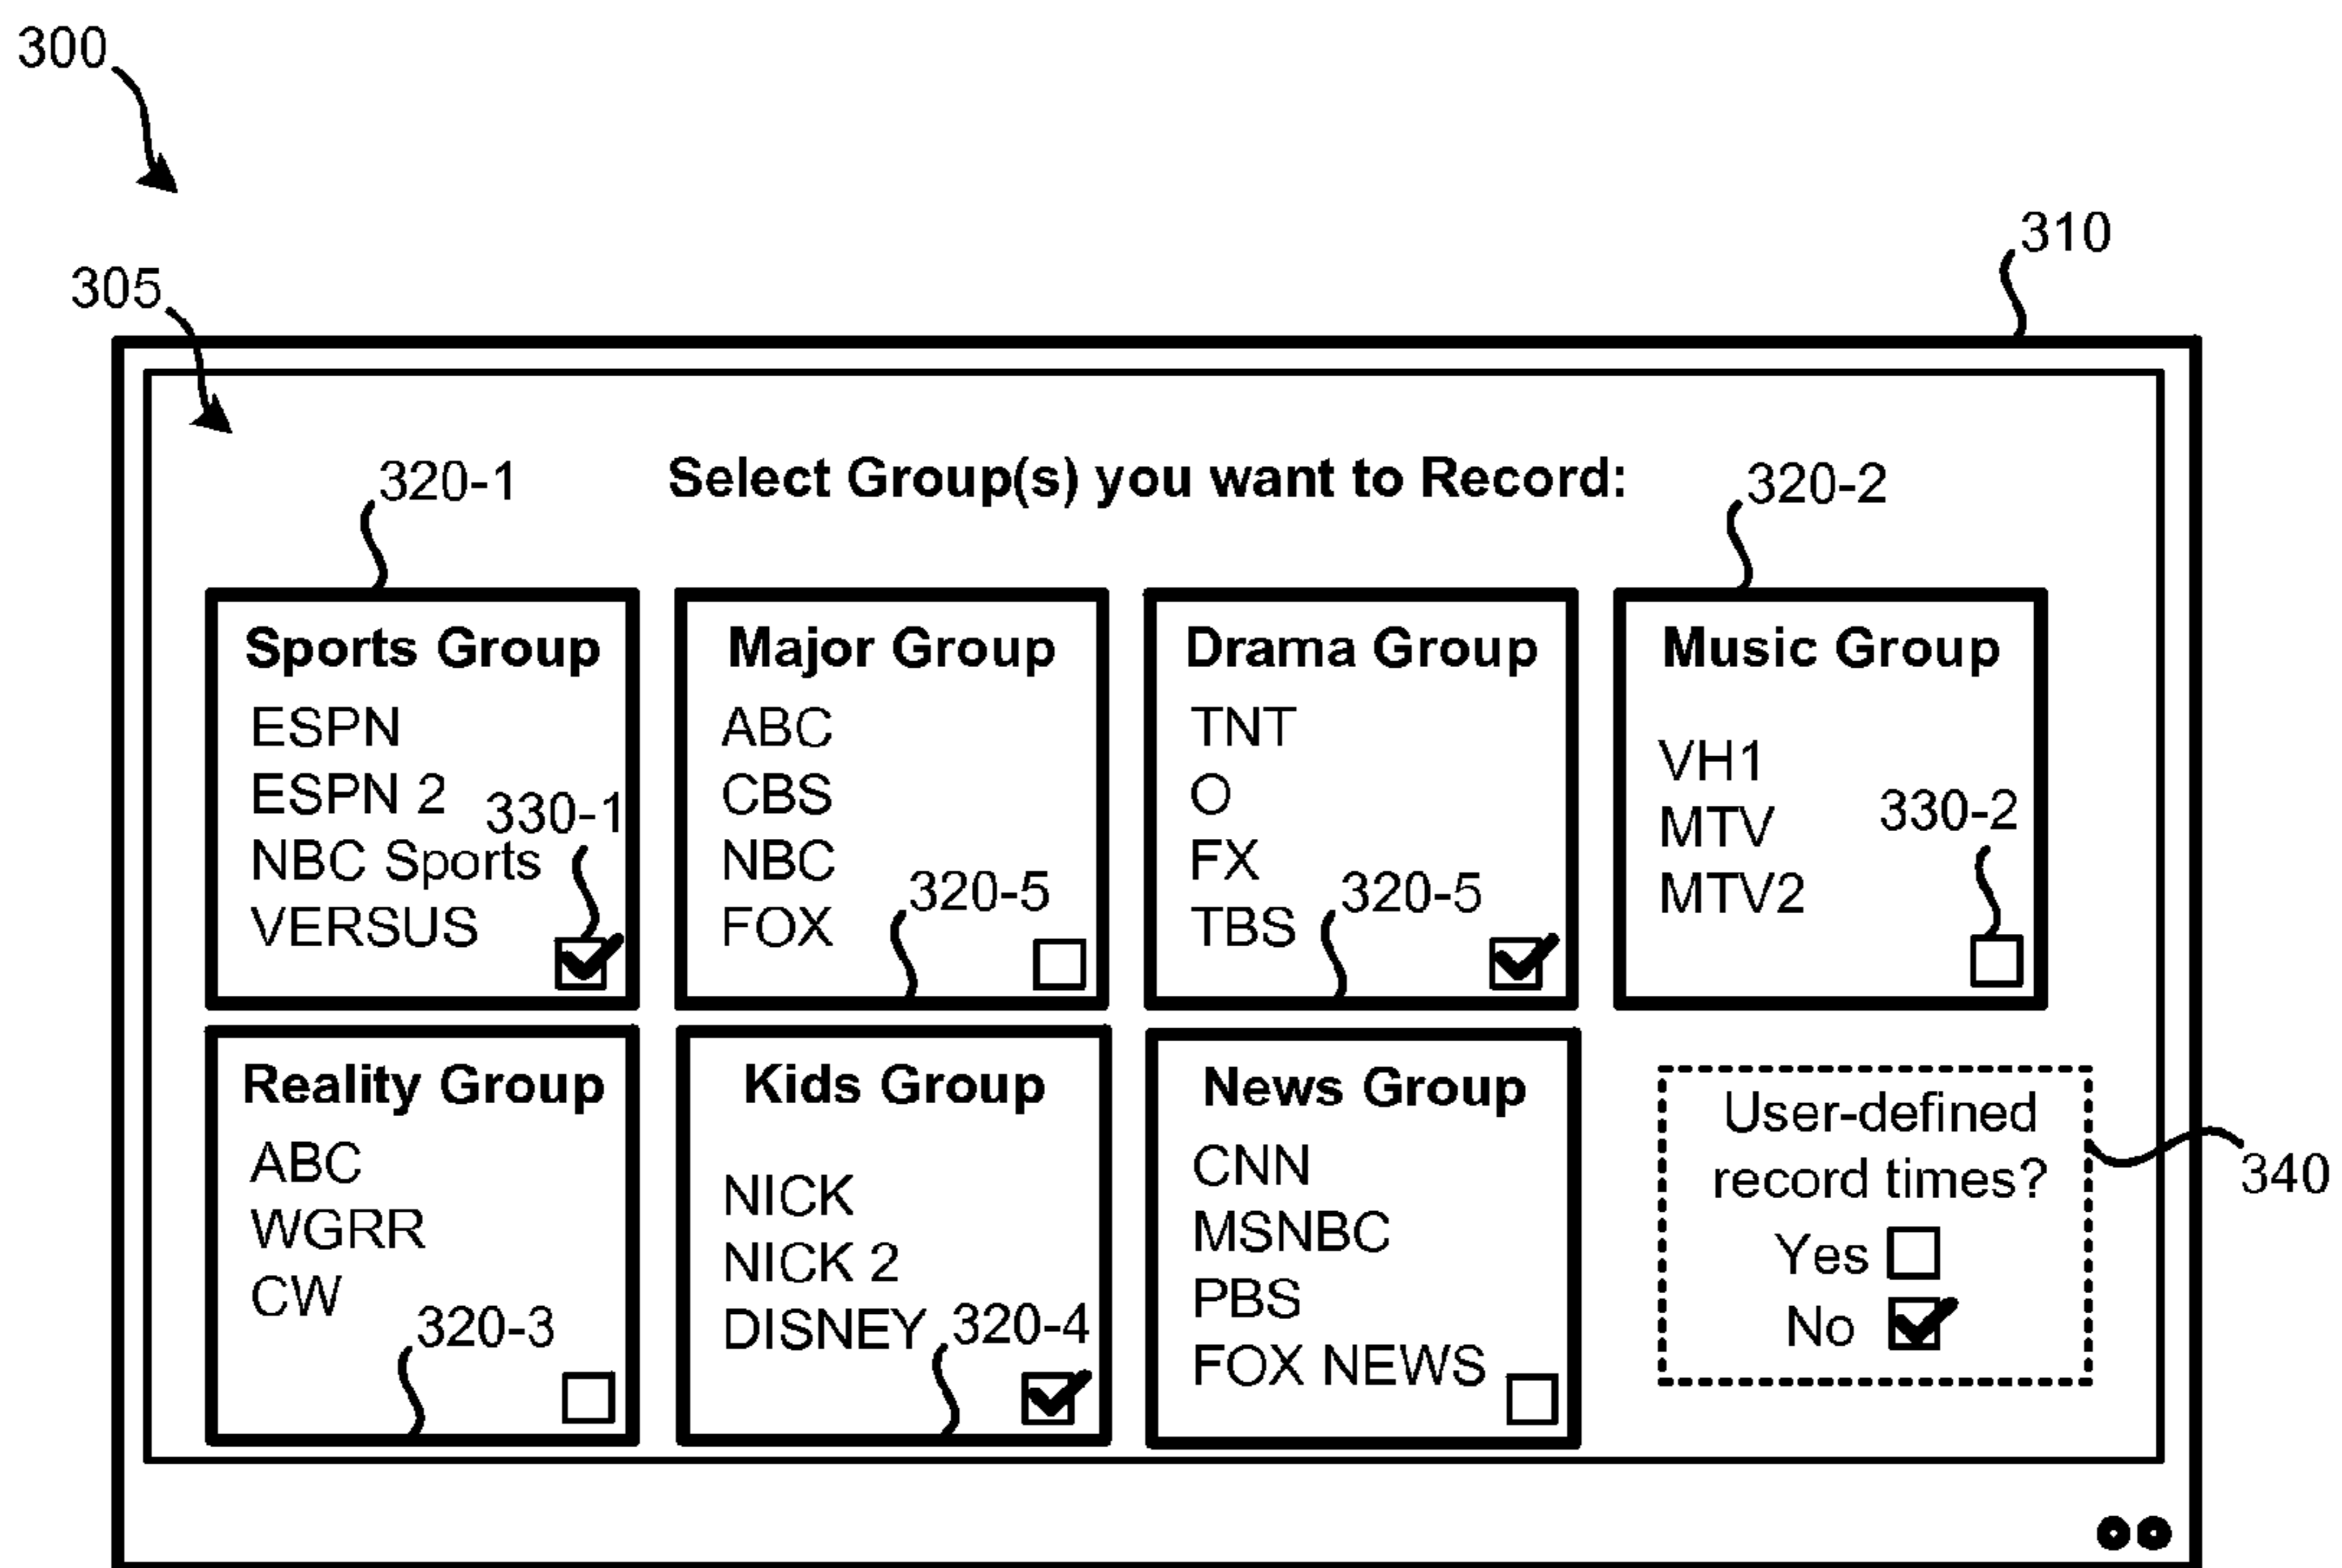 300
310
305
320-1
Select Group(s) you want to Record:
320-2
Sports Group
ESPN
ESPN 2
330-1
NBC Sports
VERSUS
Major Group
ABC
CBS
NBC
320-5
FOX
Drama Group
TNT
O
FX
320-5
TBS
Music Group
VH1
MTV
330-2
MTV2
Reality Group
ABC
WGRR
CW
320-3
Kids Group
NICK
NICK 2
DISNEY
320-4
News Group
CNN
MSNBC
PBS
FOX NEWS
User-defined
record times?
340
Yes
No